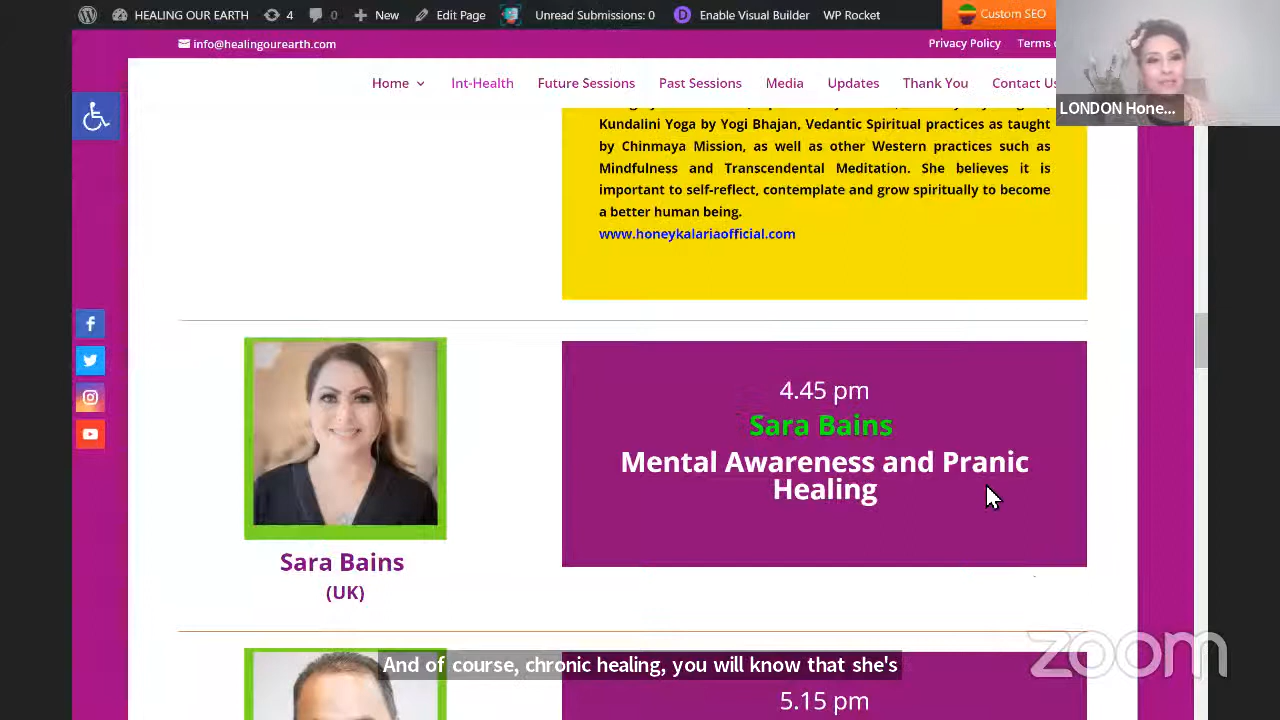 HEALING OUR EARTH 4 0 New Edit Page Unread Submissions: 0 Enable Visual Builder WP Rocket Custom SEO
info@healingourearth.com Privacy Policy Terms
Home Int-Health Future Sessions Past Sessions Media Updates Thank You Contact Us
LONDON Hone...
Kundalini Yoga by Yogi Bhajan, Vedantic Spiritual practices as taught
by Chinmaya Mission, as well as other Western practices such as
Mindfulness and Transcendental Meditation. She believes it is
important to self-reflect, contemplate and grow spiritually to become
a better human being.
www.honeykalariaofficial.com
4.45 pm
Sara Bains
Mental Awareness and Pranic
Healing
Sara Bains
(UK)
And of course, chronic healing, you will know that she's
zoom
5.15 pm